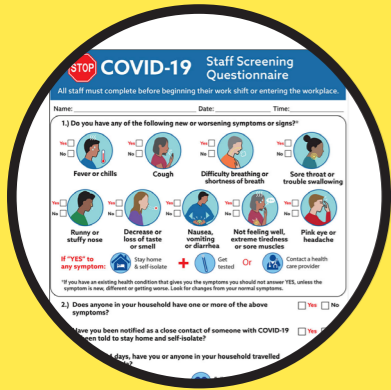 STOP COVID-19 Staff Screening
Questionnaire
All staff must complete before beginning their work shift or entering the workplace.
Name: Date: Time:
1.) Do you have any of the following new or worsening symptoms or signs?*
Yes Yes Yes Yes
No No No No
Fever or chills Cough Difficulty breathing or shortness of breath Sore throat or trouble swallowing
Yes Yes Yes Yes Yes
No No No No No
Runny or stuffy nose Decrease or loss of taste or smell Nausea, vomiting or diarrhea Not feeling well, extreme tiredness or sore muscles Pink eye or headache
If "YES" to any symptom: Stay home & self-isolate + Get tested Or Contact a health care provider
*If you have an existing health condition that gives you the symptoms you should not answer YES, unless the
symptom is new, different or getting worse. Look for changes from your normal symptoms.
2.) Does anyone in your household have one or more of the above Yes No
symptoms?
Have you been notified as a close contact of someone with COVID-19 Yes
been told to stay home and self-isolate?
days, have you or anyone in your household travelled